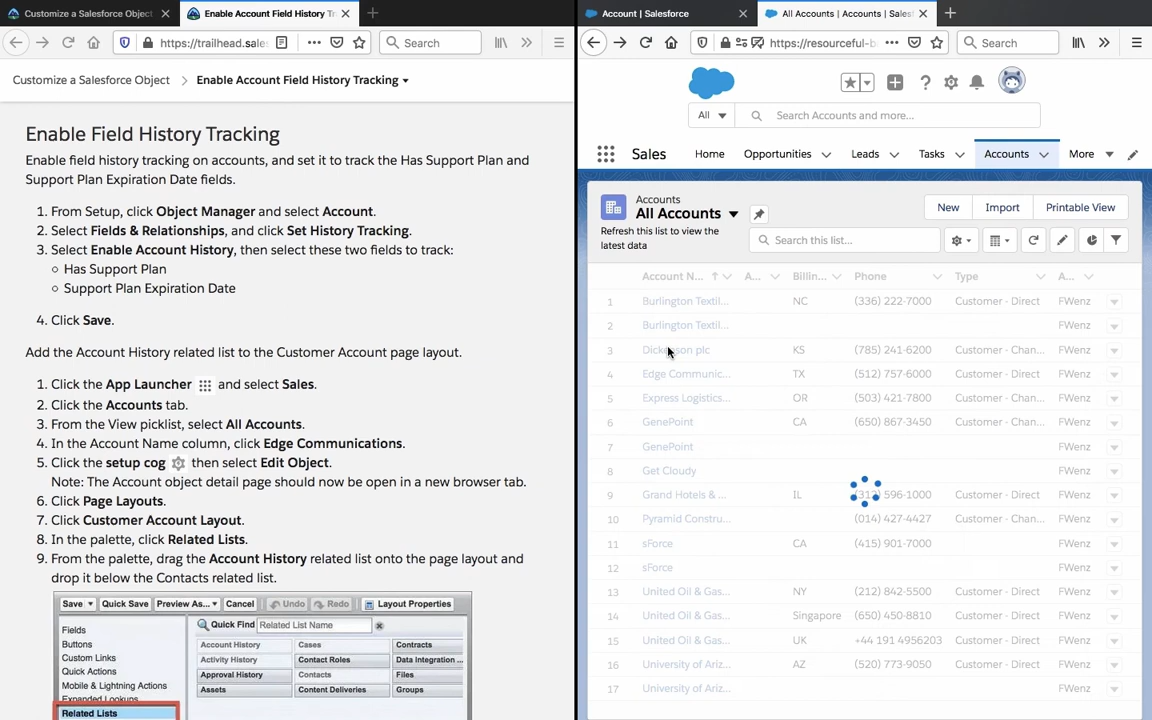 Customize a Salesforce Object
Enable Account Field History Tr
https://trailhead.sale
Search
Customize a Salesforce Object
Enable Account Field History Tracking
Enable Field History Tracking
Enable field history tracking on accounts, and set it to track the Has Support Plan and
Support Plan Expiration Date fields.
1. From Setup, click Object Manager and select Account.
2. Select Fields & Relationships, and click Set History Tracking.
3. Select Enable Account History, then select these two fields to track:
Has Support Plan
Support Plan Expiration Date
4. Click Save.
Add the Account History related list to the Customer Account page layout.
1. Click the App Launcher and select Sales.
2. Click the Accounts tab.
3. From the View picklist, select All Accounts.
4. In the Account Name column, click Edge Communications.
5. Click the setup cog then select Edit Object.
Note: The Account object detail page should now be open in a new browser tab.
6. Click Page Layouts.
7. Click Customer Account Layout.
8. In the palette, click Related Lists.
9. From the palette, drag the Account History related list onto the page layout and
drop it below the Contacts related list.
Save Quick Save Preview As... Cancel Undo Redo Layout Properties
Fields
Buttons
Custom Links
Quick Actions
Mobile & Lightning Actions
Expanded Lookups
Related Lists
Quick Find Related List Name
Account History Cases Contracts
Activity History Contact Roles Data Integration ...
Approval History Contacts Files
Assets Content Deliveries Groups
Account | Salesforce
All Accounts | Accounts | Sales
https://resourceful-b
Search
All
Search Accounts and more...
Sales Home Opportunities Leads Tasks Accounts More
Accounts
All Accounts
New Import Printable View
Refresh this list to view the
latest data
Search this list...
Account N... A... Billin... Phone Type A...
1 Burlington Textil... NC (336) 222-7000 Customer - Direct FWenz
2 Burlington Textil... FWenz
3 Dickenson plc KS (785) 241-6200 Customer - Chan... FWenz
4 Edge Communic... TX (512) 757-6000 Customer - Direct FWenz
5 Express Logistics... OR (503) 421-7800 Customer - Chan... FWenz
6 GenePoint CA (650) 867-3450 Customer - Chan... FWenz
7 GenePoint FWenz
8 Get Cloudy FWenz
9 Grand Hotels & ... IL (312) 596-1000 Customer - Direct FWenz
10 Pyramid Constru... (014) 427-4427 Customer - Chan... FWenz
11 sForce CA (415) 901-7000 FWenz
12 sForce FWenz
13 United Oil & Gas... NY (212) 842-5500 Customer - Direct FWenz
14 United Oil & Gas... Singapore (650) 450-8810 Customer - Direct FWenz
15 United Oil & Gas... UK +44 191 4956203 Customer - Direct FWenz
16 University of Ariz... AZ (520) 773-9050 Customer - Direct FWenz
17 University of Ariz... FWenz